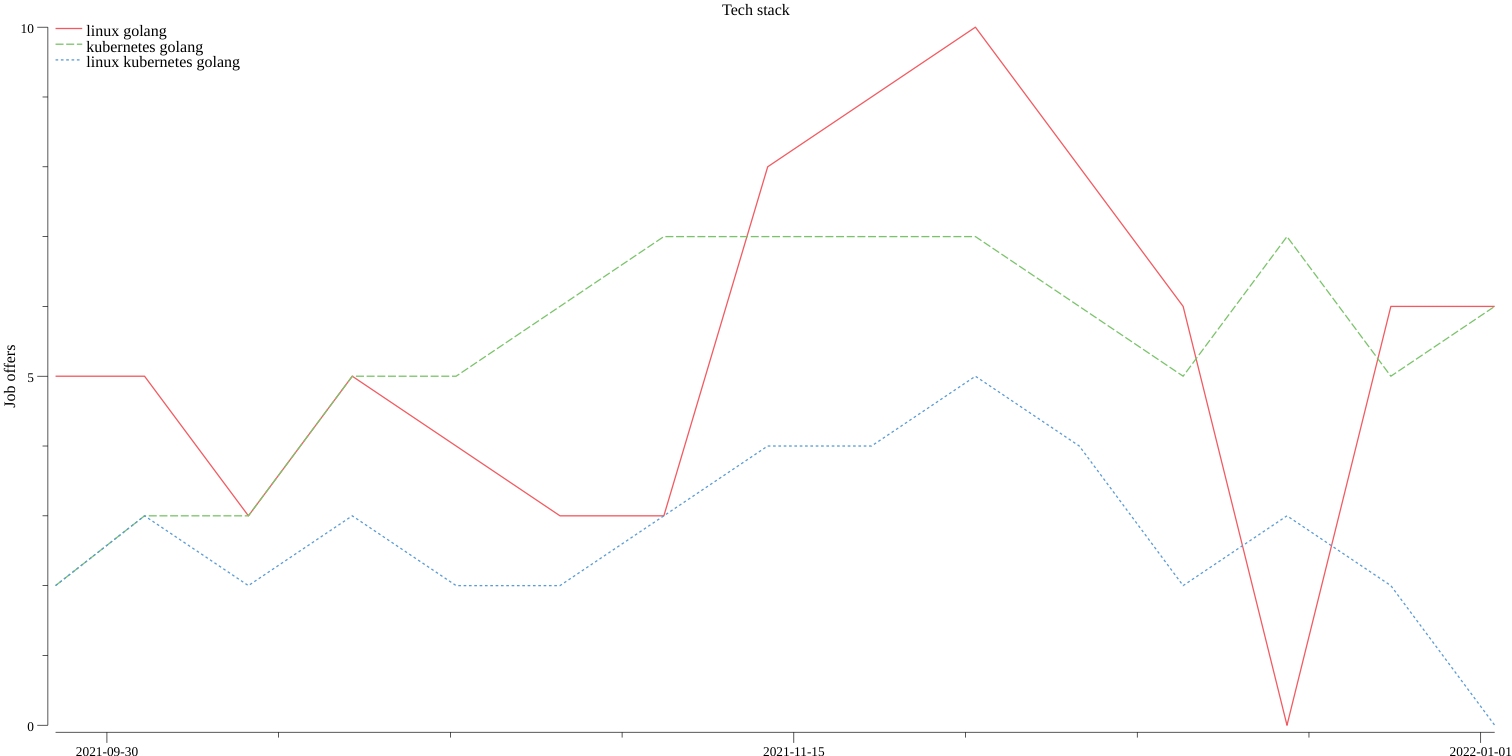 Tech stack
10
linux golang
kubernetes golang
linux kubernetes golang
Job offers
5
0
2021-09-30
2021-11-15
2022-01-01